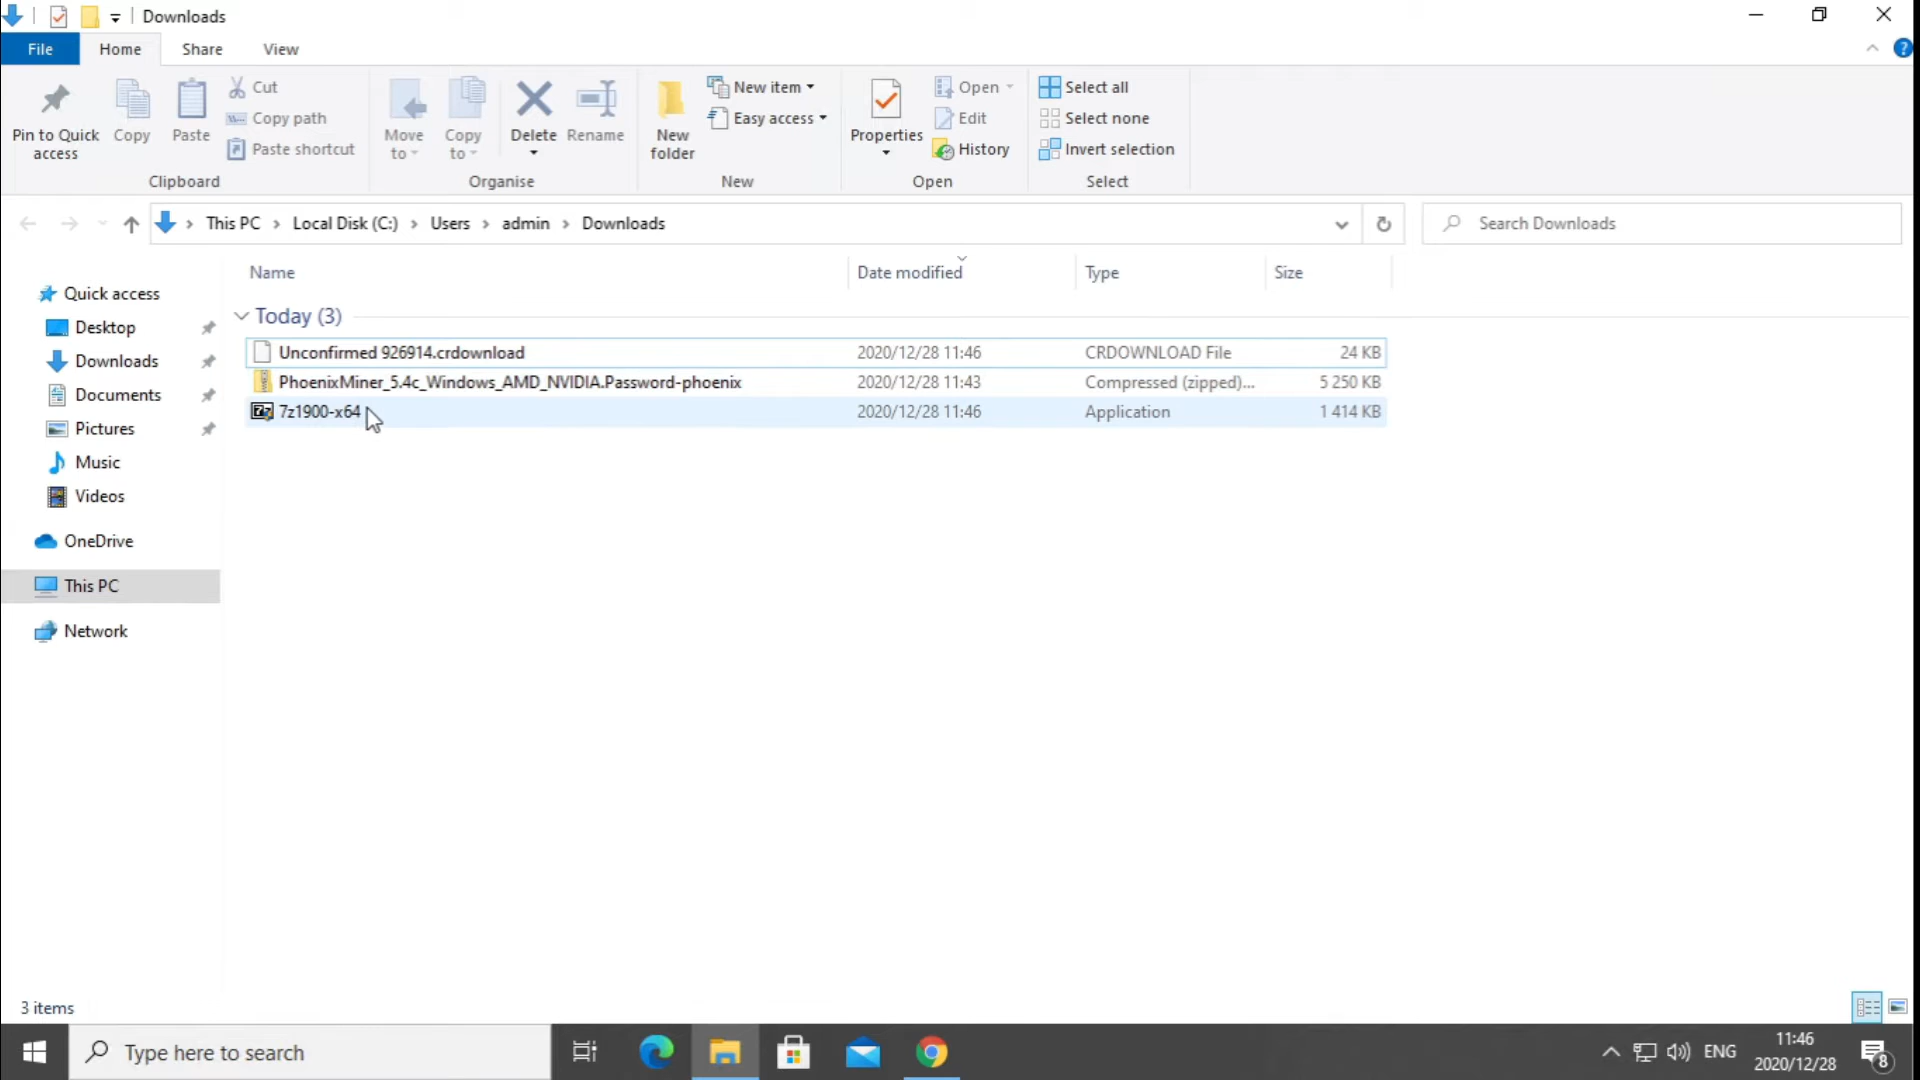 Downloads
File Home Share View
Pin to Quick access
Copy
Paste
Cut
Copy path
Paste shortcut
Clipboard
Move to
Copy to
Delete
Rename
Organise
New folder
New item
Easy access
New
Properties
Open
Edit
History
Open
Select all
Select none
Invert selection
Select
This PC > Local Disk (C:) > Users > admin > Downloads
Search Downloads
Name Date modified Type Size
Today (3)
Unconfirmed 926914.crdownload 2020/12/28 11:46 CRDOWNLOAD File 24 KB
PhoenixMiner_5.4c_Windows_AMD_NVIDIA.Password-phoenix 2020/12/28 11:43 Compressed (zipped)... 5 250 KB
7z1900-x64 2020/12/28 11:46 Application 1 414 KB
Quick access
Desktop
Downloads
Documents
Pictures
Music
Videos
OneDrive
This PC
Network
3 items
Type here to search
ENG
11:46
2020/12/28
8